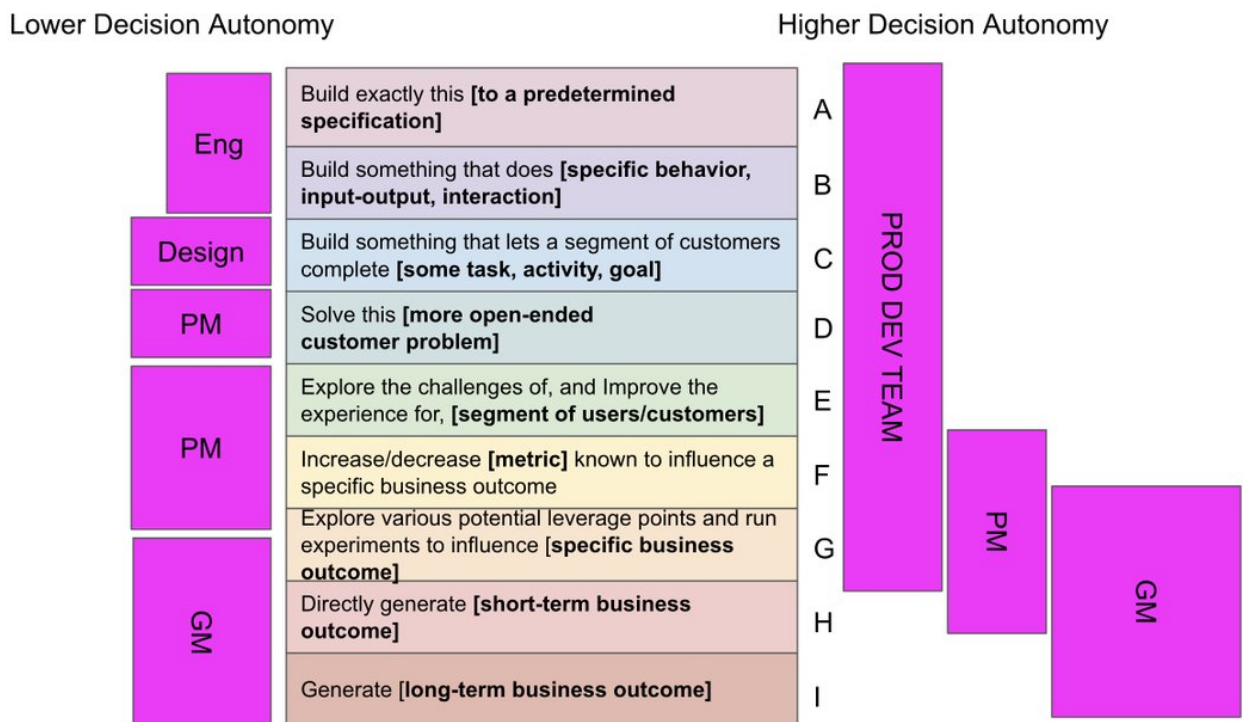 Lower Decision Autonomy
Higher Decision Autonomy
Eng
Design
PM
PM
GM
Build exactly this [to a predetermined
specification]
Build something that does [specific behavior,
input-output, interaction]
Build something that lets a segment of customers
complete [some task, activity, goal]
Solve this [more open-ended
customer problem]
Explore the challenges of, and Improve the
experience for, [segment of users/customers]
Increase/decrease [metric] known to influence a
specific business outcome
Explore various potential leverage points and run
experiments to influence [specific business
outcome]
Directly generate [short-term business
outcome]
Generate [long-term business outcome]
A
B
C
D
E
F
G
H
I
PROD DEV TEAM
PM
GM